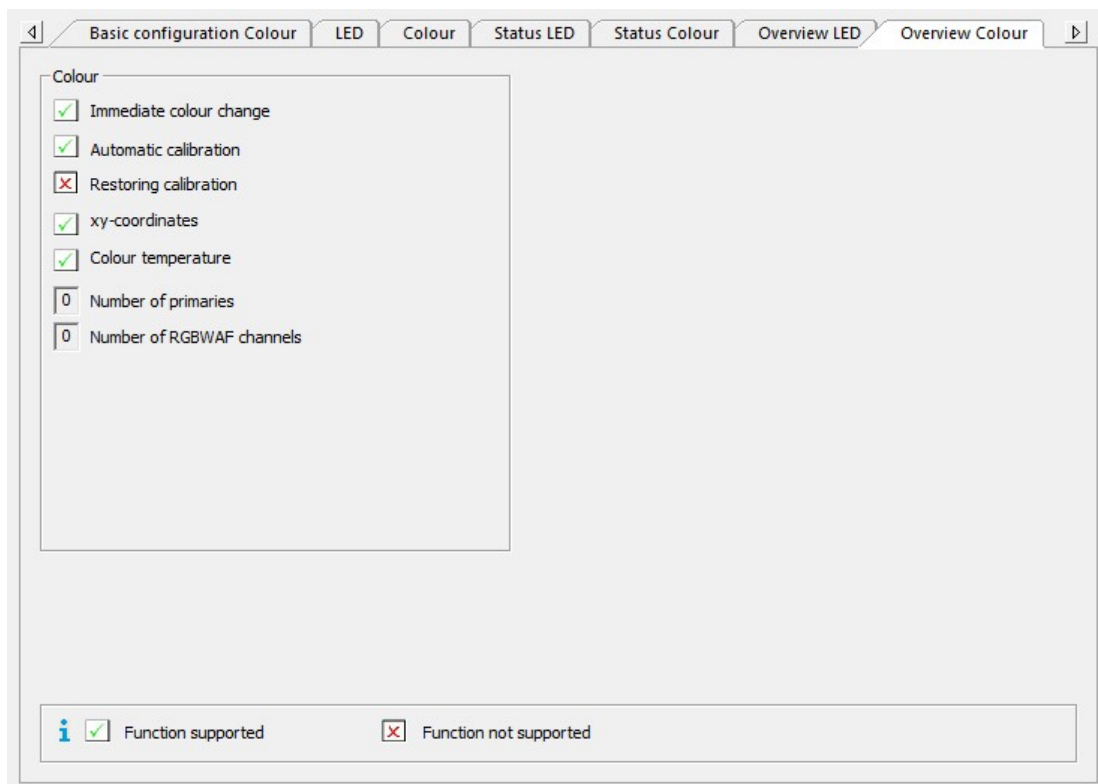 Basic configuration Colour LED Colour Status LED Status Colour Overview LED Overview Colour
Colour
Immediate colour change
Automatic calibration
Restoring calibration
xy-coordinates
Colour temperature
0 Number of primaries
0 Number of RGBWAF channels
i Function supported Function not supported